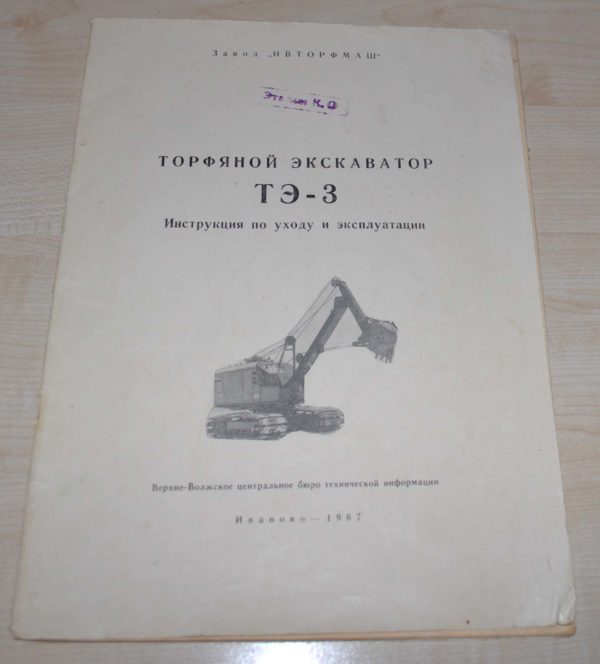 Завод „ИВТОРФМАШ"
ТОРФЯНОЙ ЭКСКАВАТОР
ТЭ-3
Инструкция по уходу и эксплуатации
Верхне-Волжское центральное бюро технической информации
Иваново — 1967